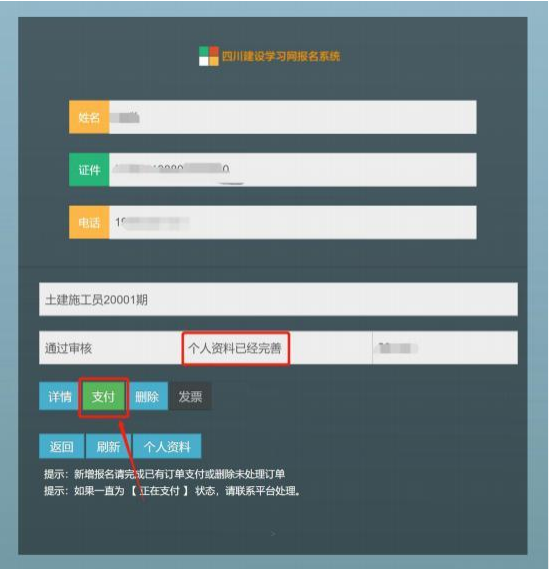 四川建设学习网报名系统
姓名
证件
电话
土建施工员20001期
通过审核 个人资料已经完善
详情 支付 删除 发票
返回 刷新 个人资料
提示：新增报名请完成已有订单支付或删除未处理订单
提示：如果一直为【 正在支付 】 状态，请联系平台处理。